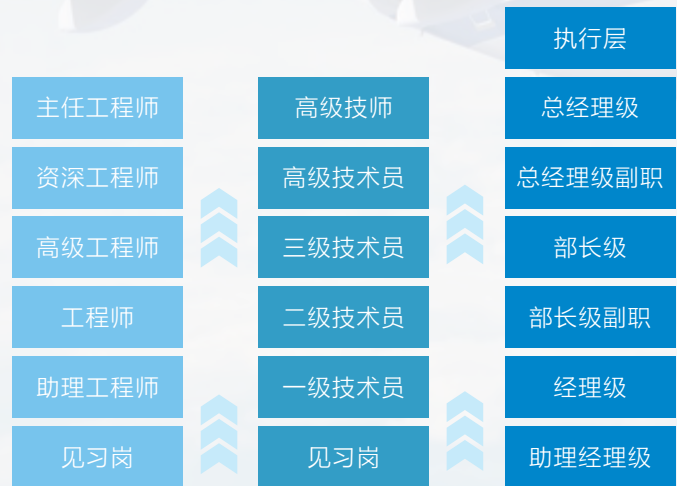 执行层
主任工程师
高级技师
总经理级
资深工程师
高级技术员
总经理级副职
高级工程师
三级技术员
部长级
工程师
二级技术员
部长级副职
助理工程师
一级技术员
经理级
见习岗
见习岗
助理经理级